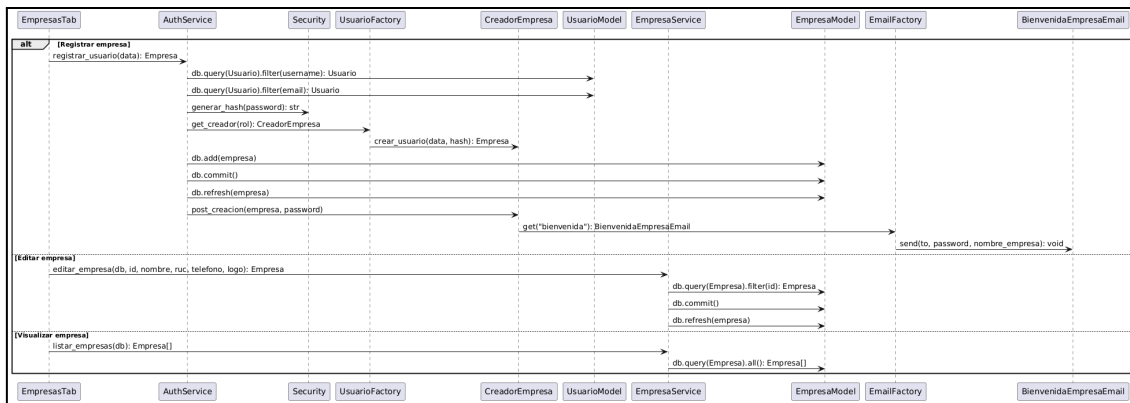 EmpresasTab AuthService Security UsuarioFactory CreadorEmpresa UsuarioModel EmpresaService EmpresaModel EmailFactory BienvenidaEmpresaEmail
alt [Registrar empresa]
registrar_usuario(data): Empresa
db.query(Usuario).filter(username): Usuario
db.query(Usuario).filter(email): Usuario
generar_hash(password): str
get_creador(rol): CreadorEmpresa
crear_usuario(data, hash): Empresa
db.add(empresa)
db.commit()
db.refresh(empresa)
post_creacion(empresa, password)
get("bienvenida"): BienvenidaEmpresaEmail
send(to, password, nombre_empresa): void
[Editar empresa]
editar_empresa(db, id, nombre, ruc, telefono, logo): Empresa
db.query(Empresa).filter(id): Empresa
db.commit()
db.refresh(empresa)
[Visualizar empresa]
listar_empresas(db): Empresa[]
db.query(Empresa).all(): Empresa[]
EmpresasTab AuthService Security UsuarioFactory CreadorEmpresa UsuarioModel EmpresaService EmpresaModel EmailFactory BienvenidaEmpresaEmail